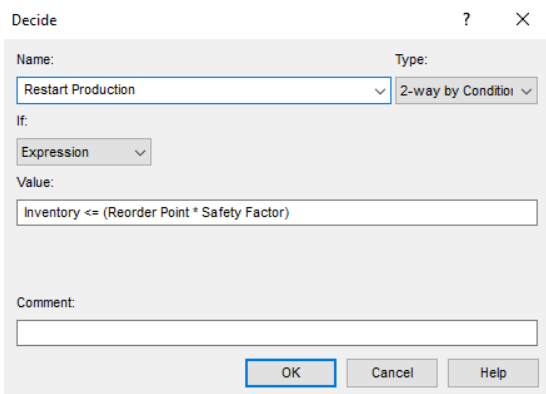 Decide ?
Name: Type:
Restart Production 2-way by Condition
If:
Expression
Value:
Inventory <= (Reorder Point * Safety Factor)
Comment:
OK Cancel Help